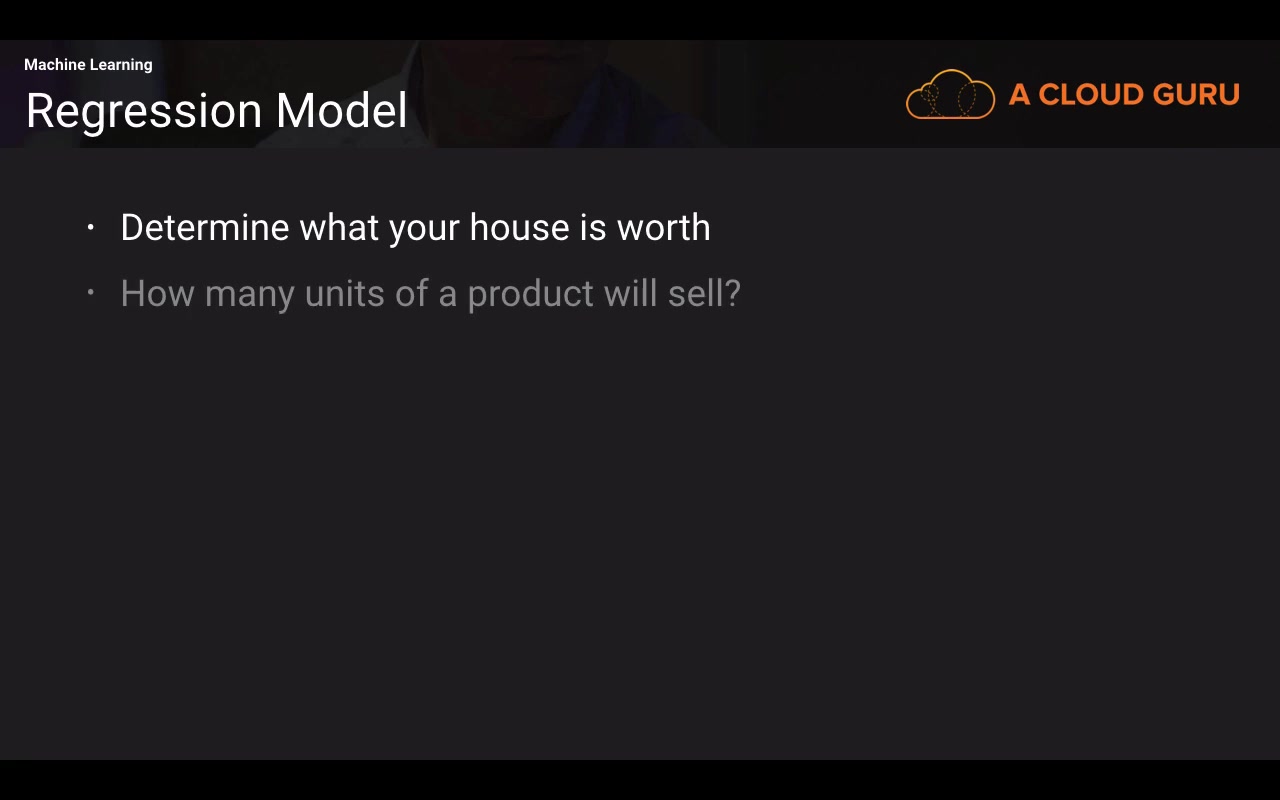 Machine Learning
Regression Model
A CLOUD GURU
· Determine what your house is worth
· How many units of a product will sell?